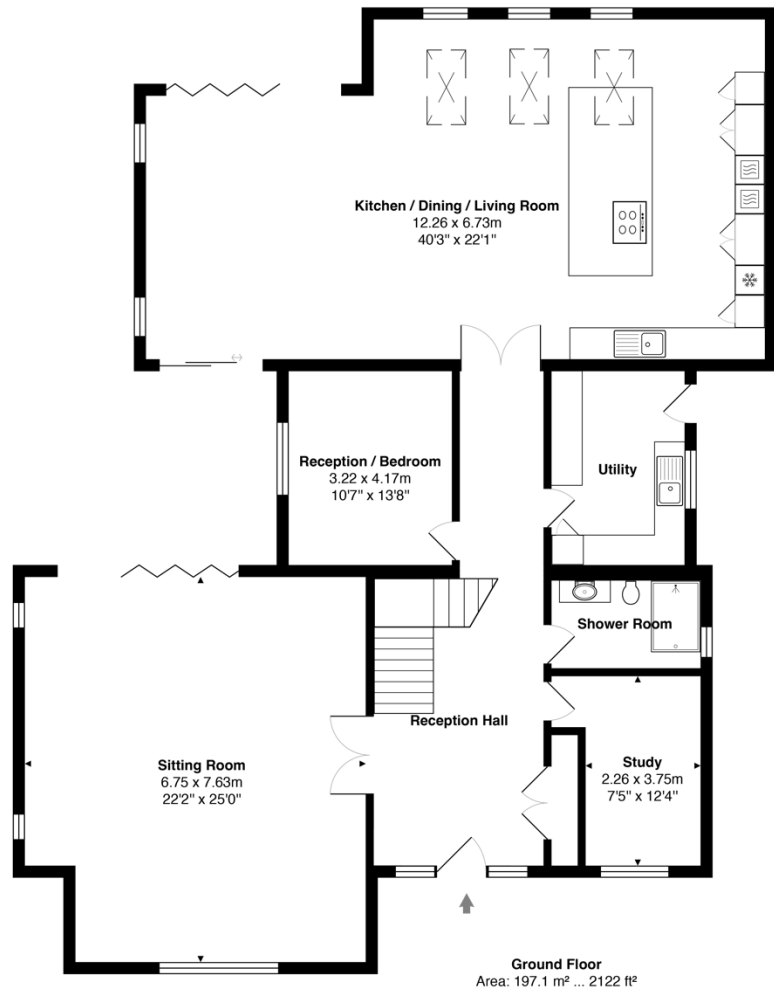 Kitchen / Dining / Living Room
12.26 x 6.73m
40'3" x 22'1"
Reception / Bedroom
3.22 x 4.17m
10'7" x 13'8"
Utility
Shower Room
Reception Hall
Sitting Room
6.75 x 7.63m
22'2" x 25'0"
Study
2.26 x 3.75m
7'5" x 12'4"
Ground Floor
Area: 197.1 m² ... 2122 ft²